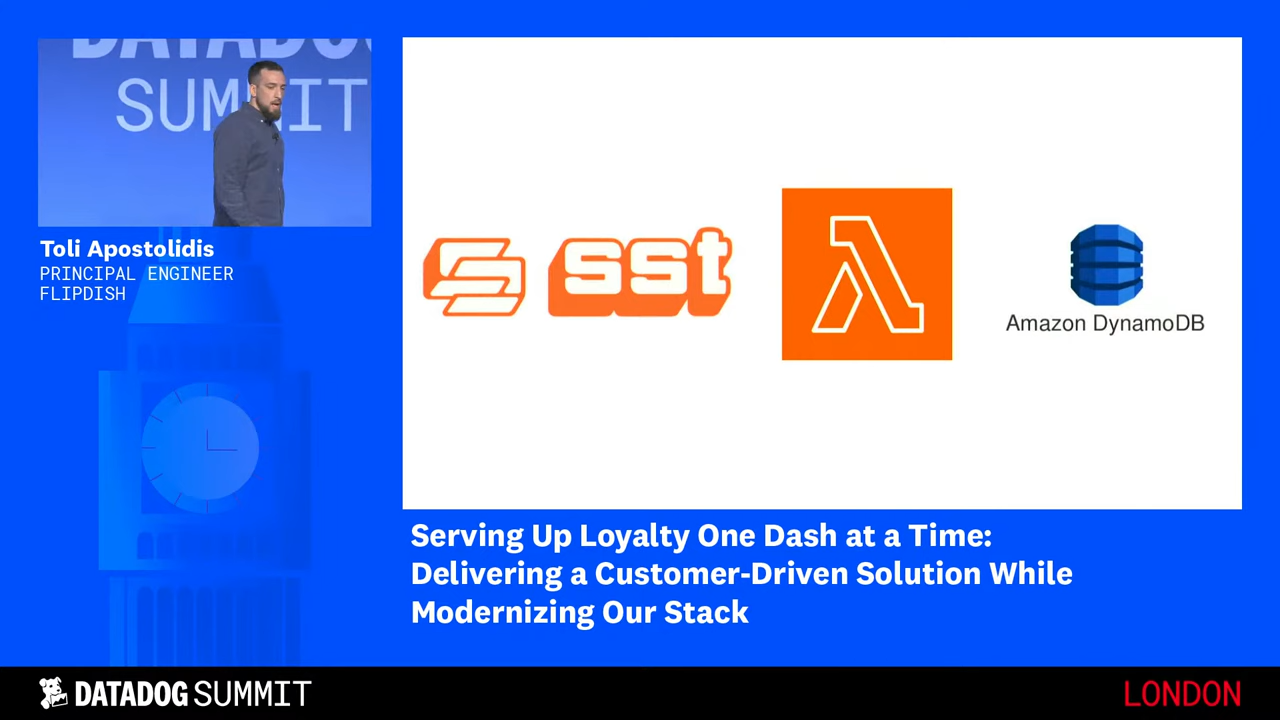 SUMMIT
Toli Apostolidis
PRINCIPAL ENGINEER
FLIPDISH
sst
Amazon DynamoDB
Serving Up Loyalty One Dash at a Time:
Delivering a Customer-Driven Solution While
Modernizing Our Stack
DATADOG SUMMIT
LONDON